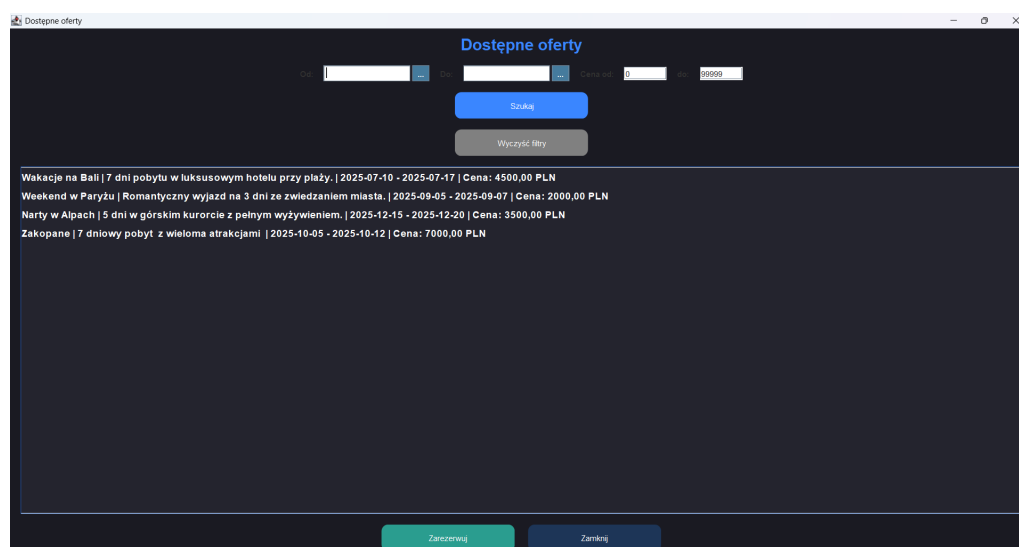 Dostępne oferty
Dostępne oferty
Od: ... Do: ... Cena od: 0 do: 99999
Szukaj
Wyczyść filtry
Wakacje na Bali | 7 dni pobytu w luksusowym hotelu przy plaży. | 2025-07-10 - 2025-07-17 | Cena: 4500,00 PLN
Weekend w Paryżu | Romantyczny wyjazd na 3 dni ze zwiedzaniem miasta. | 2025-09-05 - 2025-09-07 | Cena: 2000,00 PLN
Narty w Alpach | 5 dni w górskim kurorcie z pełnym wyżywieniem. | 2025-12-15 - 2025-12-20 | Cena: 3500,00 PLN
Zakopane | 7 dniowy pobyt  z wieloma atrakcjami  | 2025-10-05 - 2025-10-12 | Cena: 7000,00 PLN
Zarezerwuj Zamknij